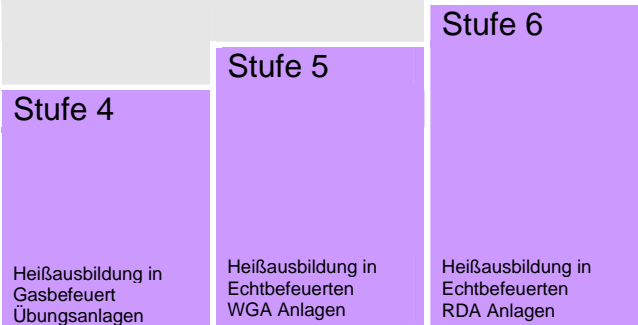 Stufe 4
Heißausbildung in
Gasbefeuert
Übungsanlagen
Stufe 5
Heißausbildung in
Echtbefeuerten
WGA Anlagen
Stufe 6
Heißausbildung in
Echtbefeuerten
RDA Anlagen